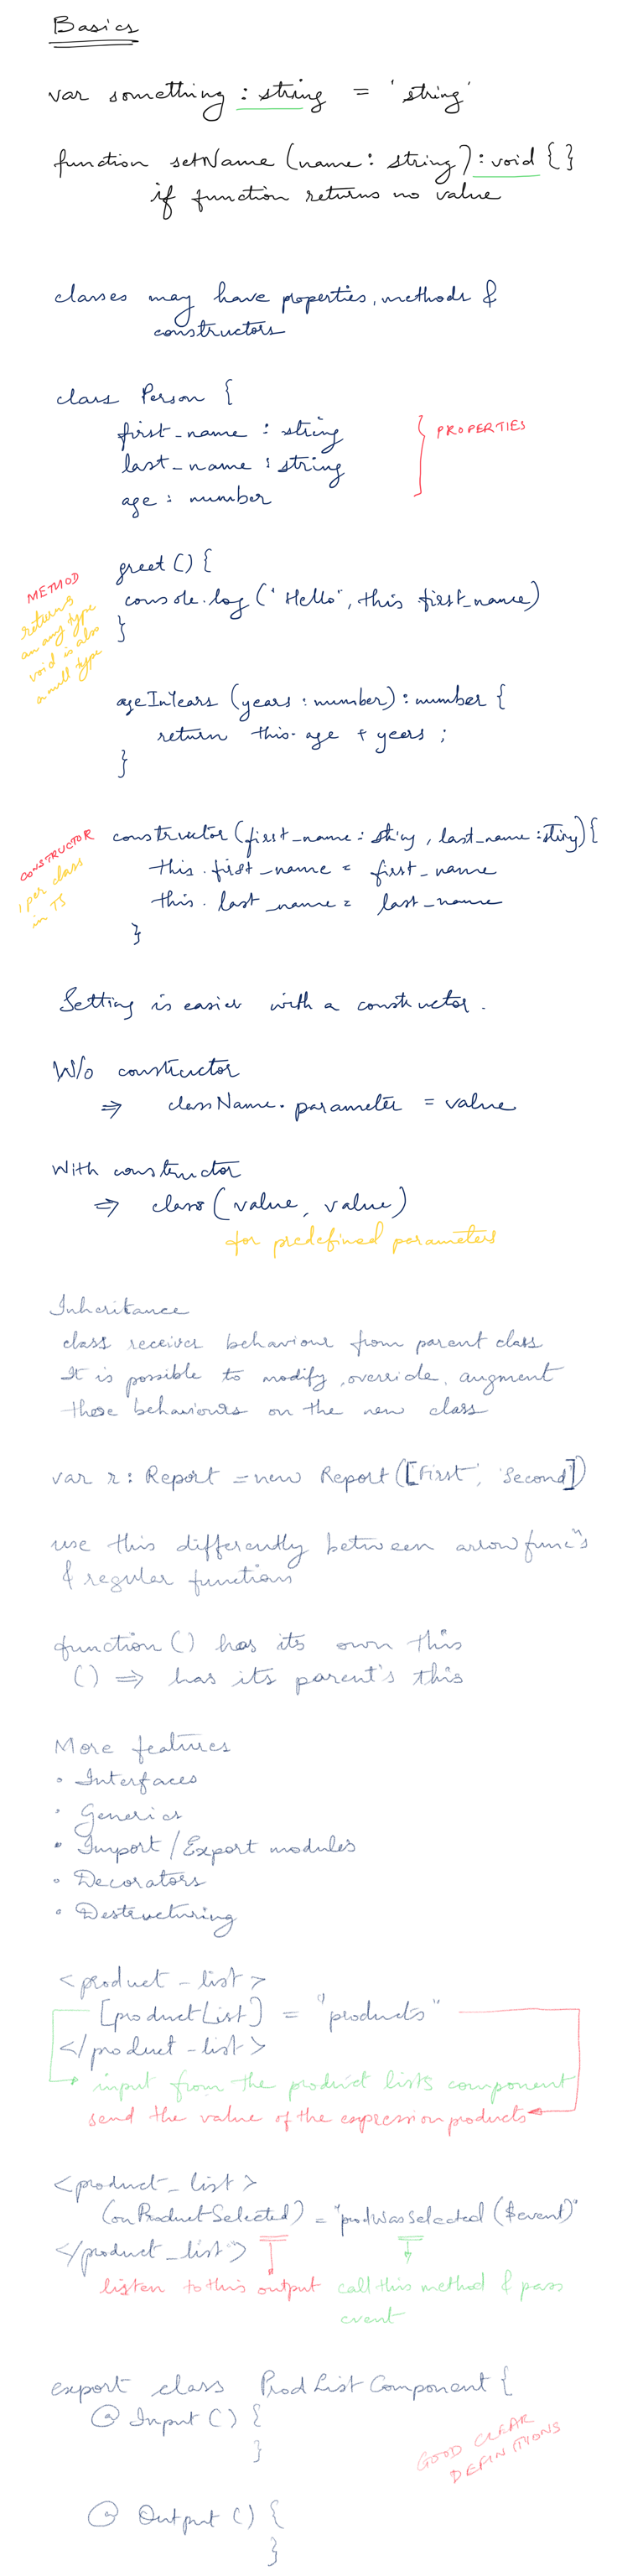 Basics
var something : string = 'string'
function setName (name: string) : void { }
if function returns no value
classes may have properties, methods &
constructors
class Person {
first_name : string
last_name : string
age : number
} PROPERTIES
greet () {
console.log ("Hello", this first_name)
}
METHOD
returns
an any type
void is also
a null type
ageInYears (years : number) : number {
return this.age + years ;
}
constructor (first_name : string, last_name : string) {
this.first_name = first_name
this.last_name = last_name
}
CONSTRUCTOR
1 per class
in TS
Setting is easier with a constructor.
W/o constructor
⇒ className.parameter = value
With constructor
⇒ class (value, value)
for predefined parameters
Inheritance
class receives behaviour from parent class
It is possible to modify, override, augment
these behaviours on the new class
var r : Report = new Report (['First', 'Second'])
use this differently between arrow func"s
& regular function
function () has its own this
() ⇒ has its parent's this
More features
• Interfaces
• Generics
• Import / Export modules
• Decorators
• Destructuring
<product - list>
[productList] = "products"
</product - list>
input from the product lists component
send the value of the expression products
<product_list>
(onProductSelected) = "prodWasSelected ($event)"
</product_list>
listen to this output
call this method & pass
event
export class ProdListComponent {
@ Input () {
}
@ Output () {
}
GOOD CLEAR
DEFINITIONS